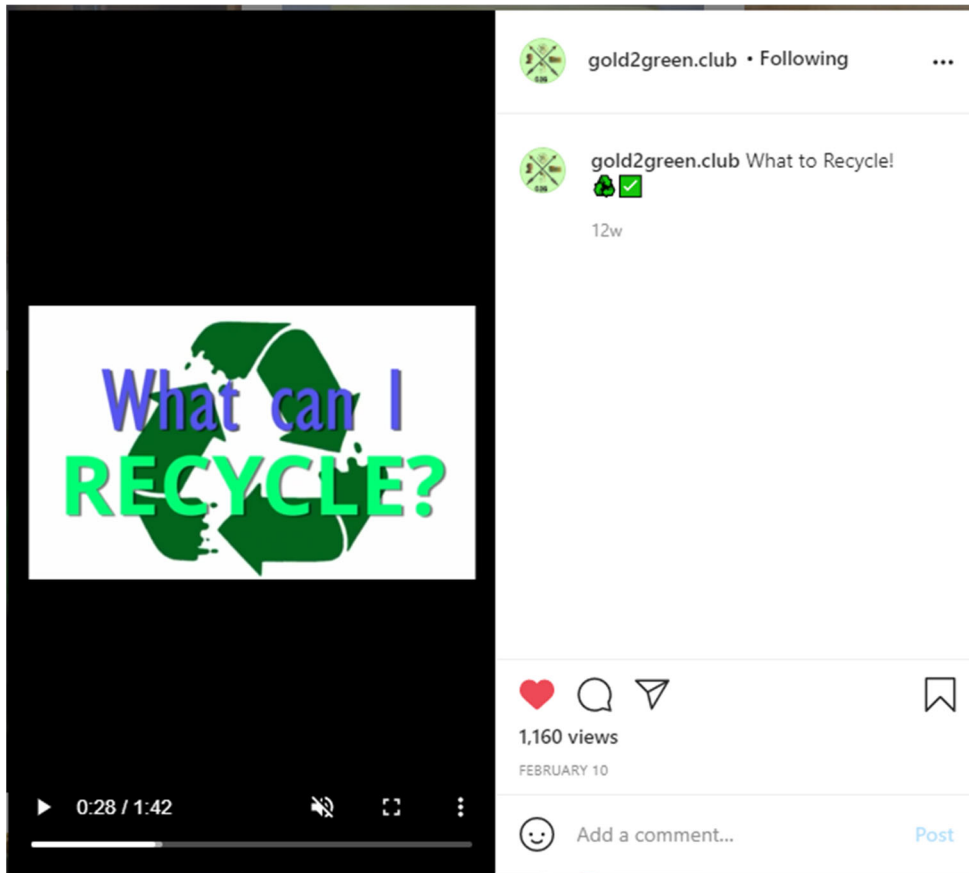 gold2green.club • Following
gold2green.club What to Recycle!
♻✅
12w
What can I
RECYCLE?
0:28 / 1:42
1,160 views
FEBRUARY 10
Add a comment...
Post